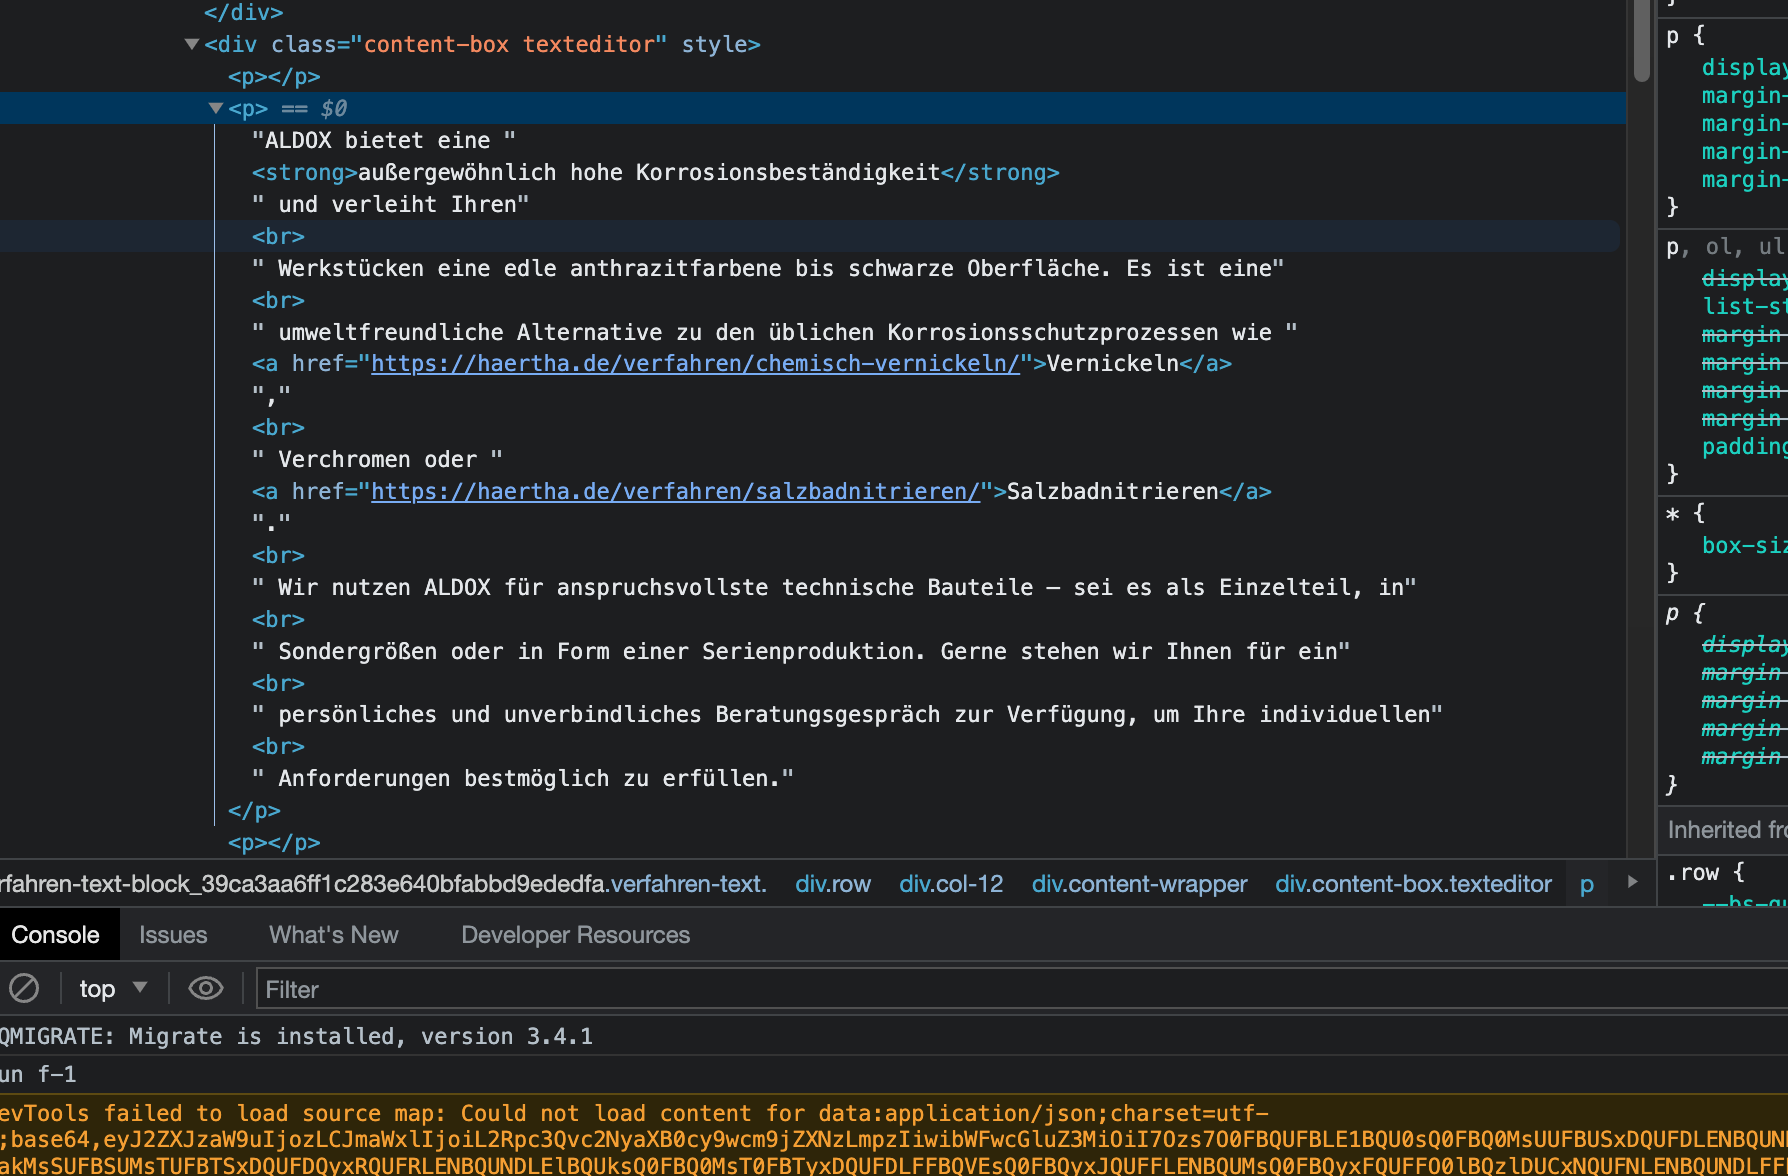 </div>
<div class="content-box texteditor" style>
<p></p>
<p> == $0
"ALDOX bietet eine "
<strong>außergewöhnlich hohe Korrosionsbeständigkeit</strong>
" und verleiht Ihren"
<br>
" Werkstücken eine edle anthrazitfarbene bis schwarze Oberfläche. Es ist eine"
<br>
" umweltfreundliche Alternative zu den üblichen Korrosionsschutzprozessen wie "
<a href="https://haertha.de/verfahren/chemisch-vernickeln/">Vernickeln</a>
","
<br>
" Verchromen oder "
<a href="https://haertha.de/verfahren/salzbadnitrieren/">Salzbadnitrieren</a>
"."
<br>
" Wir nutzen ALDOX für anspruchsvollste technische Bauteile – sei es als Einzelteil, in"
<br>
" Sondergrößen oder in Form einer Serienproduktion. Gerne stehen wir Ihnen für ein"
<br>
" persönliches und unverbindliches Beratungsgespräch zur Verfügung, um Ihre individuellen"
<br>
" Anforderungen bestmöglich zu erfüllen."
</p>
<p></p>
rfahren-text-block_39ca3aa6ff1c283e640bfabbd9ededfa.verfahren-text. div.row div.col-12 div.content-wrapper div.content-box.texteditor p
Console Issues What's New Developer Resources
top Filter
QMIGRATE: Migrate is installed, version 3.4.1
un f-1
evTools failed to load source map: Could not load content for data:application/json;charset=utf-
}
p {
display
margin-
margin-
margin-
margin-
}
p, ol, ul
display
list-st
margin-
margin-
margin-
margin-
padding
}
* {
box-siz
}
p {
display
margin-
margin-
margin-
margin-
}
Inherited fro
.row {
--bs-gu